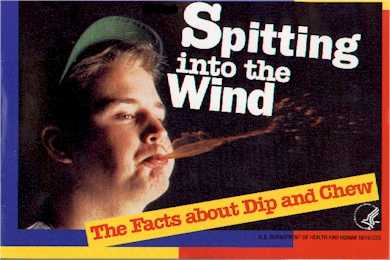 Spitting
into the
Wind
The Facts about Dip and Chew
U.S. DEPARTMENT OF HEALTH AND HUMAN SERVICES